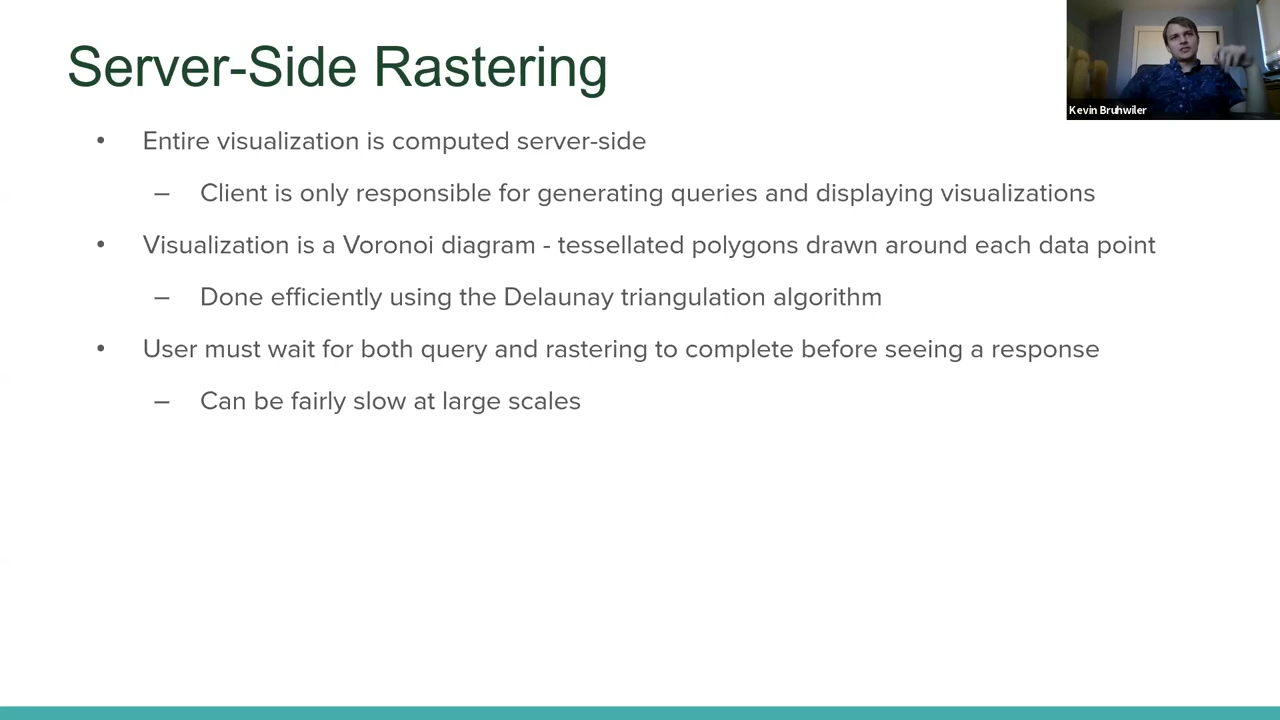 Server-Side Rastering
Kevin Bruhwiler
• Entire visualization is computed server-side
– Client is only responsible for generating queries and displaying visualizations
• Visualization is a Voronoi diagram - tessellated polygons drawn around each data point
– Done efficiently using the Delaunay triangulation algorithm
• User must wait for both query and rastering to complete before seeing a response
– Can be fairly slow at large scales